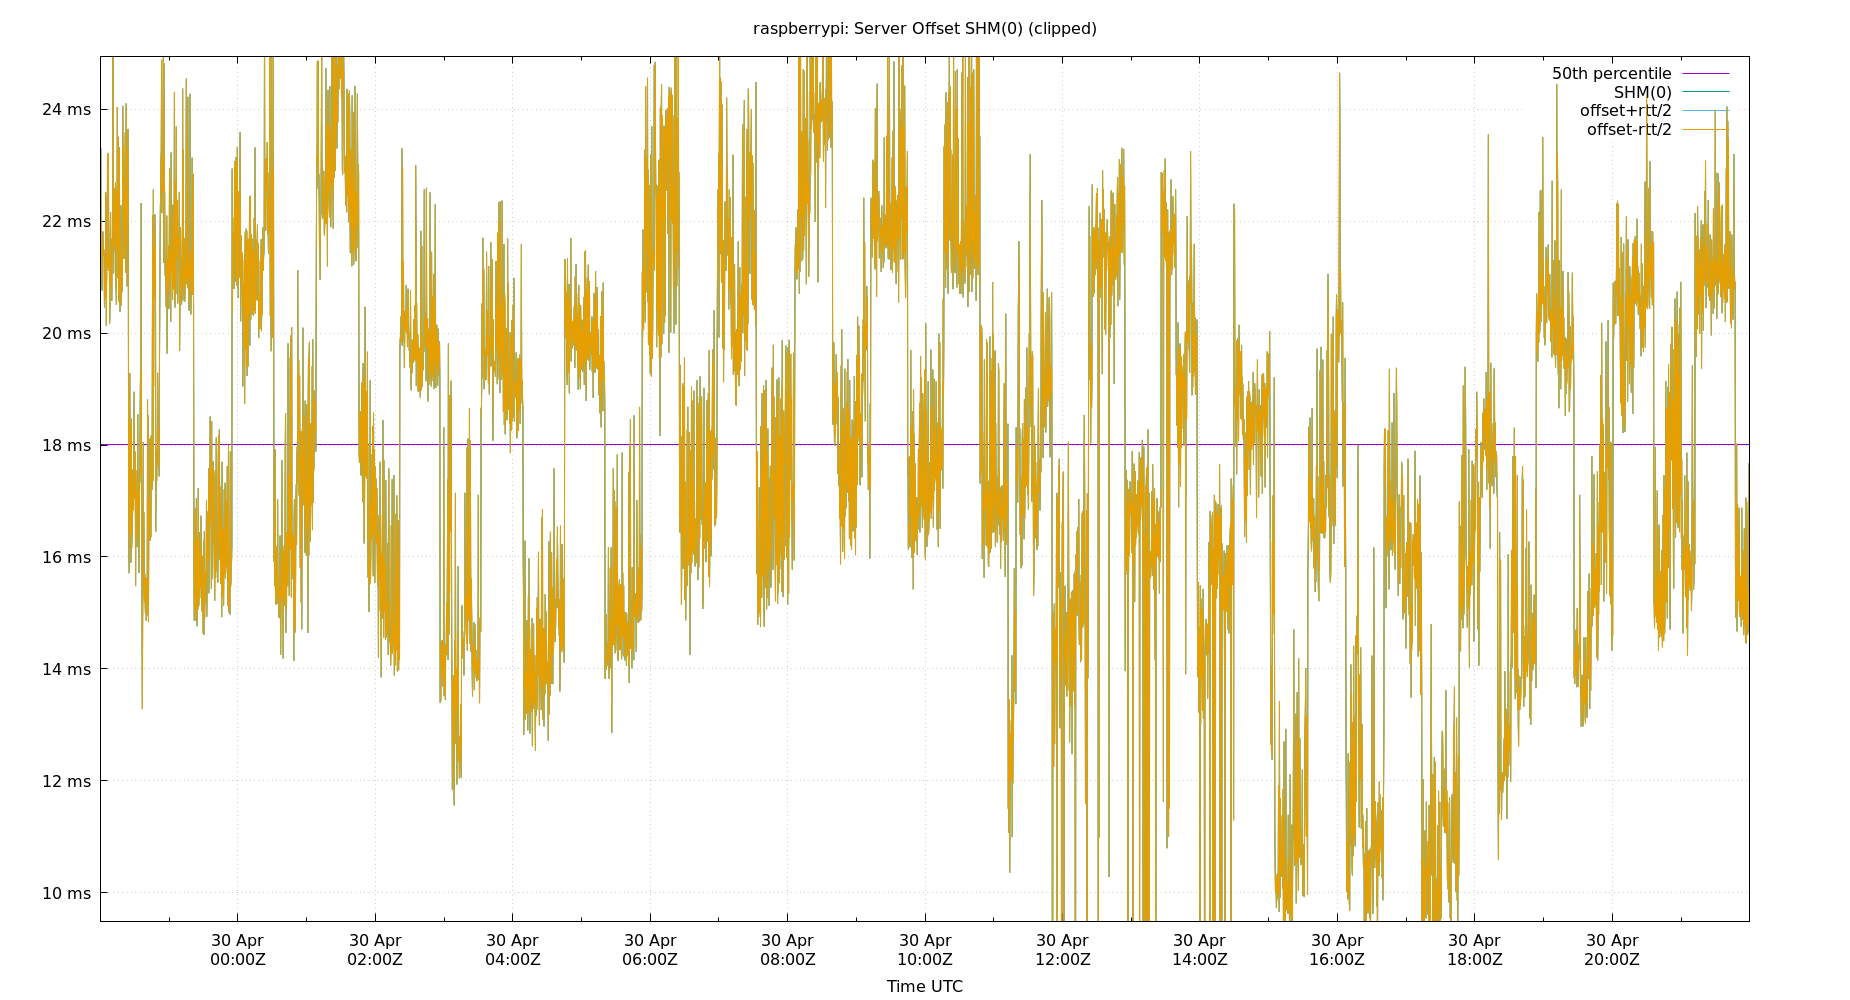 raspberrypi: Server Offset SHM(0) (clipped)
50th percentile
SHM(0)
offset+rtt/2
offset-rtt/2
24 ms
22 ms
20 ms
18 ms
16 ms
14 ms
12 ms
10 ms
30 Apr 30 Apr 30 Apr 30 Apr 30 Apr 30 Apr 30 Apr 30 Apr 30 Apr 30 Apr 30 Apr
00:00Z 02:00Z 04:00Z 06:00Z 08:00Z 10:00Z 12:00Z 14:00Z 16:00Z 18:00Z 20:00Z
Time UTC